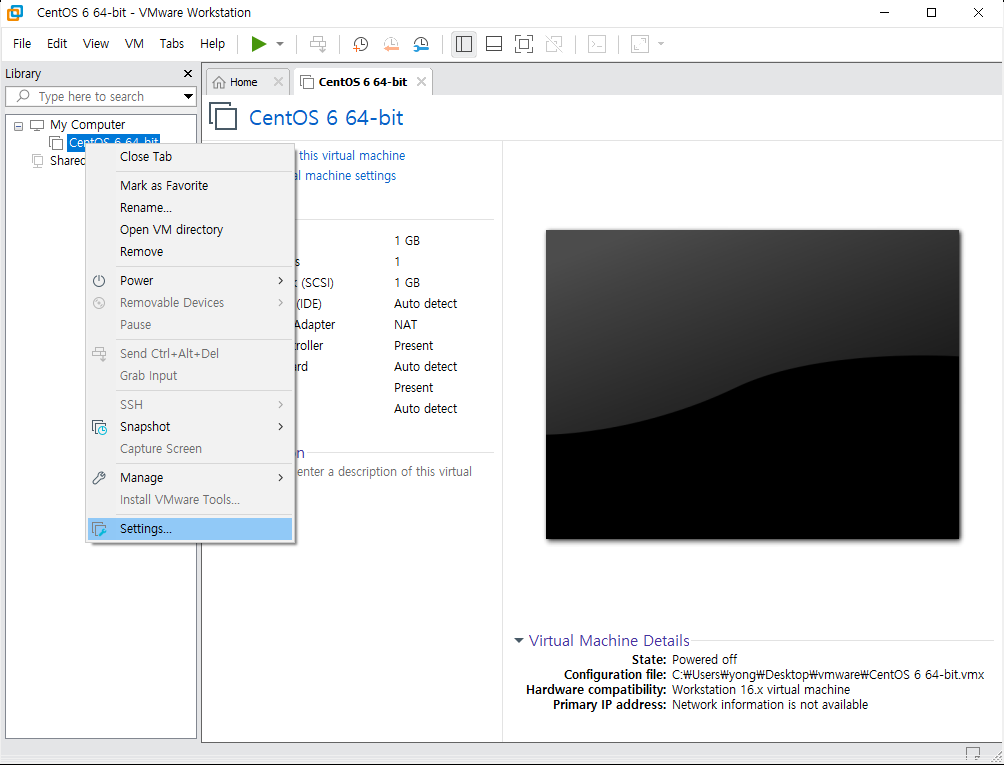 CentOS 6 64-bit - VMware Workstation
File Edit View VM Tabs Help
Library
Type here to search
My Computer
CentOS 6 64-bit
Shared
Home
CentOS 6 64-bit
CentOS 6 64-bit
this virtual machine
machine settings
Close Tab
Mark as Favorite
Rename...
Open VM directory
Remove
Power
Removable Devices
Pause
Send Ctrl+Alt+Del
Grab Input
SSH
Snapshot
Capture Screen
Manage
Install VMware Tools...
Settings...
1 GB
1
(SCSI) 1 GB
(IDE) Auto detect
Adapter NAT
Present
Auto detect
Present
Auto detect
enter a description of this virtual
Virtual Machine Details
State: Powered off
Configuration file: C:₩Users₩yong₩Desktop₩vmware₩CentOS 6 64-bit.vmx
Hardware compatibility: Workstation 16.x virtual machine
Primary IP address: Network information is not available